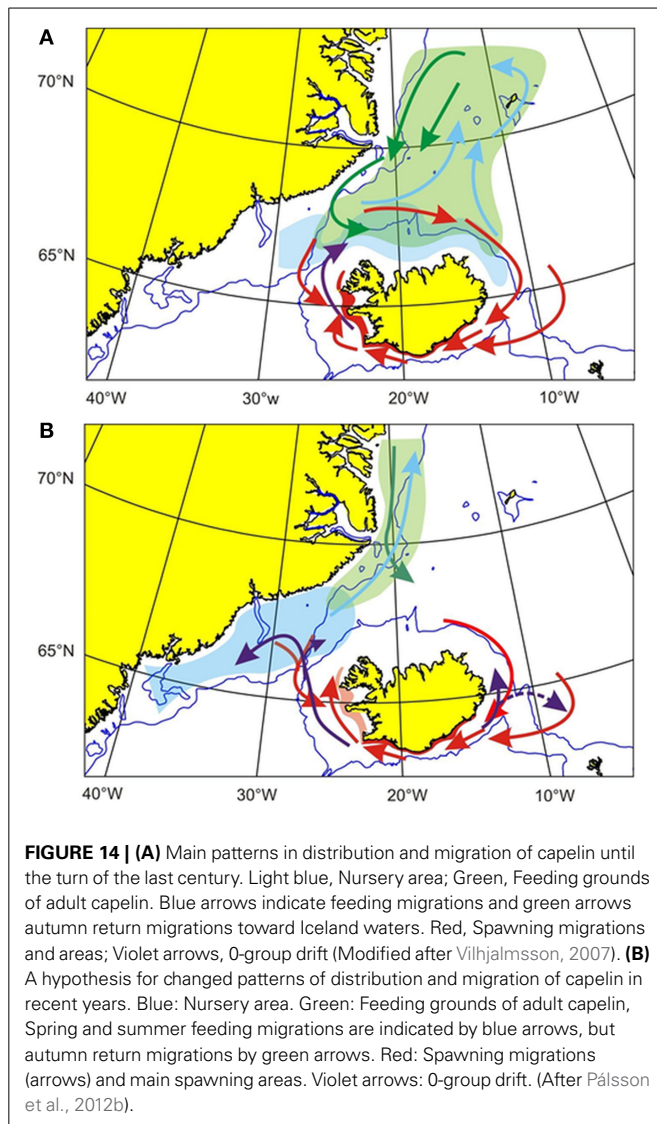 A
70°N
65°N
40°W
30°W
20°W
10°W
B
70°N
65°N
40°W
30°W
20°W
10°W
FIGURE 14 | (A) Main patterns in distribution and migration of capelin until
the turn of the last century. Light blue, Nursery area; Green, Feeding grounds
of adult capelin. Blue arrows indicate feeding migrations and green arrows
autumn return migrations toward Iceland waters. Red, Spawning migrations
and areas; Violet arrows, 0-group drift (Modified after Vilhjalmsson, 2007). (B)
A hypothesis for changed patterns of distribution and migration of capelin in
recent years. Blue: Nursery area. Green: Feeding grounds of adult capelin,
Spring and summer feeding migrations are indicated by blue arrows, but
autumn return migrations by green arrows. Red: Spawning migrations
(arrows) and main spawning areas. Violet arrows: 0-group drift. (After Pálsson
et al., 2012b).